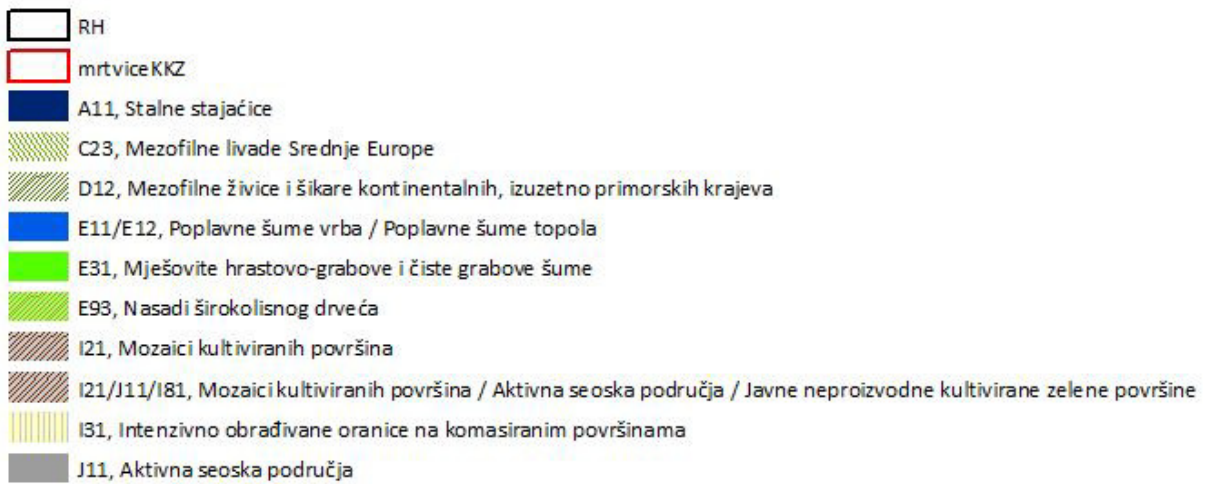 RH
mrtviceKKZ
A11, Stalne stajaćice
C23, Mezofilne livade Srednje Europe
D12, Mezofilne živice i šikare kontinentalnih, izuzetno primorskih krajeva
E11/E12, Poplavne šume vrba / Poplavne šume topola
E31, Mješovite hrastovo-grabove i čiste grabove šume
E93, Nasadi širokolisnog drveća
I21, Mozaici kultiviranih površina
I21/J11/I81, Mozaici kultiviranih površina / Aktivna seoska područja / Javne neproizvodne kultivirane zelene površine
I31, Intenzivno obrađivane oranice na komasiranim površinama
J11, Aktivna seoska područja